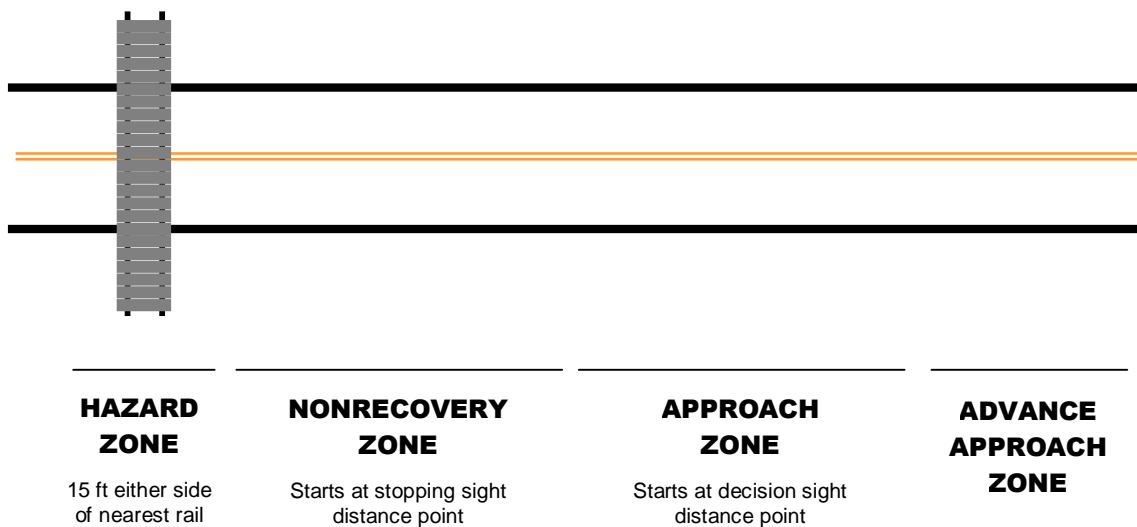 HAZARD
ZONE
15 ft either side
of nearest rail
NONRECOVERY
ZONE
Starts at stopping sight
distance point
APPROACH
ZONE
Starts at decision sight
distance point
ADVANCE
APPROACH
ZONE